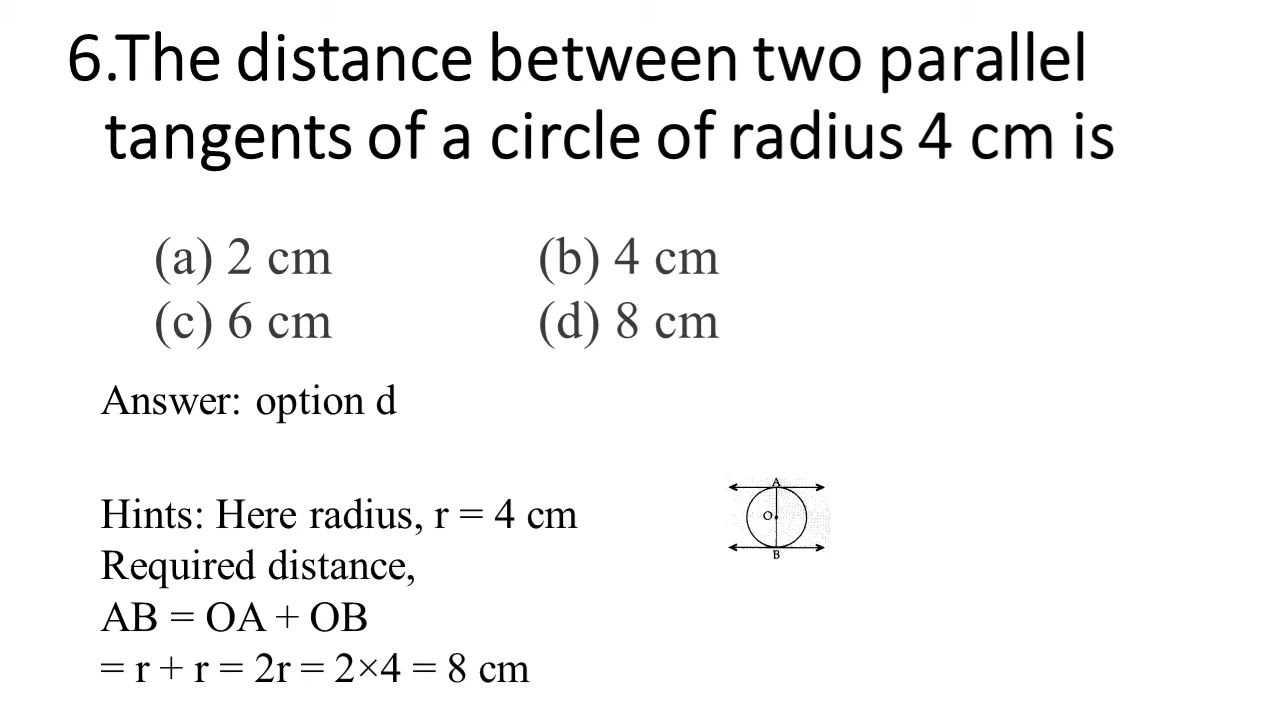 6.The distance between two parallel
tangents of a circle of radius 4 cm is
(a) 2 cm (b) 4 cm
(c) 6 cm (d) 8 cm
Answer: option d
Hints: Here radius, r = 4 cm
Required distance,
AB = OA + OB
= r + r = 2r = 2×4 = 8 cm
A
O
B